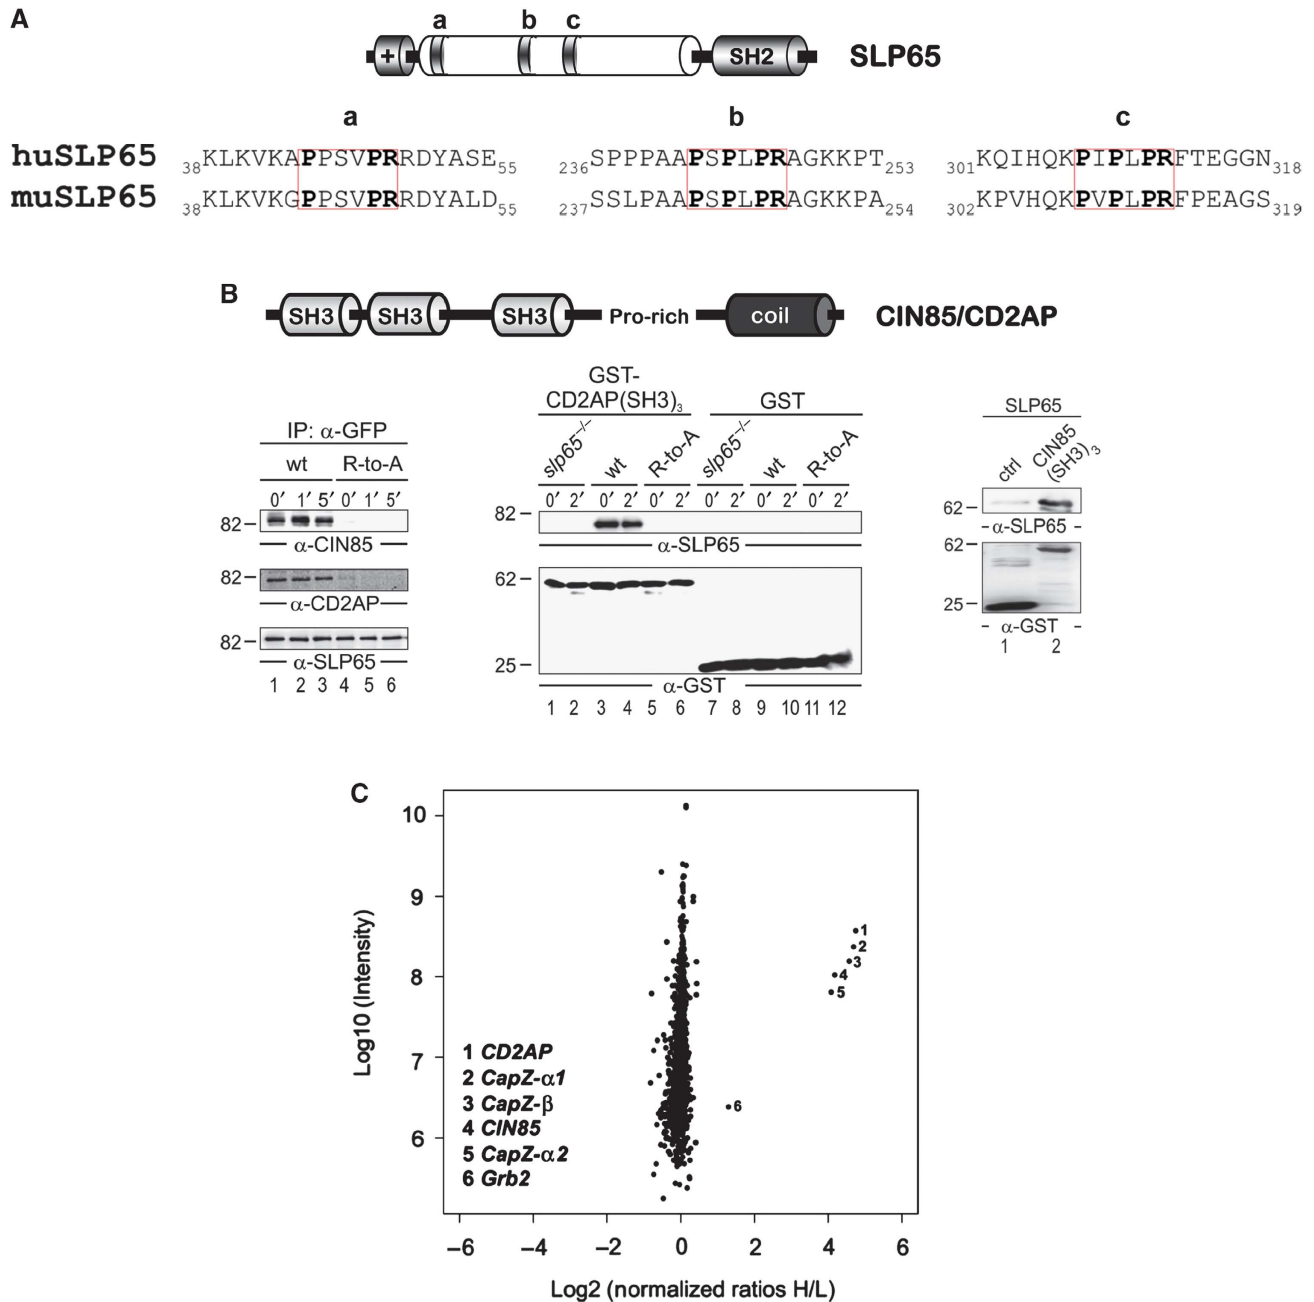 A
a b c
+ SH2 SLP65
a b c
huSLP65 38KLKVKAPPSVPRRDYASE55 236SPPPAAPSPLPRAGKKPT253 301KQIHQKPIPLPRFTEGGN318
muSLP65 38KLKVKGPPSVPRRDYALD55 237SSLPAAPSPLPRAGKKPA254 302KPVHQKPVPLPRFPEAGS319
B
SH3 SH3 SH3 Pro-rich coil CIN85/CD2AP
IP: α-GFP
wt R-to-A
0′ 1′ 5′ 0′ 1′ 5′
82
α-CIN85
82
α-CD2AP
82
α-SLP65
1 2 3 4 5 6
GST-
CD2AP(SH3)3 GST
slp65−/− wt R-to-A slp65−/− wt R-to-A
0′ 2′ 0′ 2′ 0′ 2′ 0′ 2′ 0′ 2′ 0′ 2′
82
α-SLP65
62
25
α-GST
1 2 3 4 5 6 7 8 9 10 11 12
SLP65
ctrl CIN85 (SH3)3
62
α-SLP65
62
25
α-GST
1 2
C
Log10 (Intensity)
10
9
8
7
6
1
2
3
4
5
6
1 CD2AP
2 CapZ-α1
3 CapZ-β
4 CIN85
5 CapZ-α2
6 Grb2
−6 −4 −2 0 2 4 6
Log2 (normalized ratios H/L)